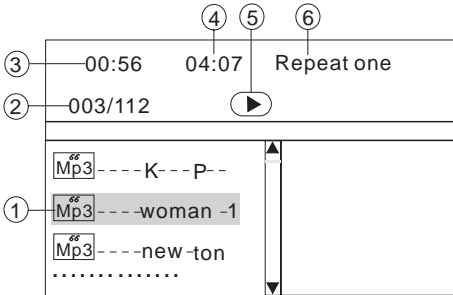 ④ ⑤ ⑥
③ 00:56 04:07 Repeat one
② 003/112
Mp3----K---P--
① Mp3----woman -1
Mp3----new-ton
..............